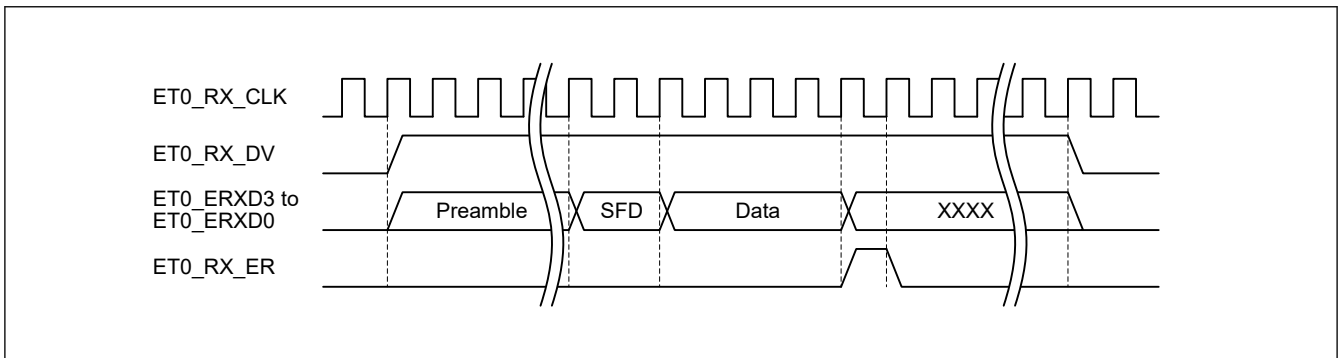 ET0_RX_CLK
ET0_RX_DV
ET0_ERXD3 to
ET0_ERXD0
Preamble
SFD
Data
XXXX
ET0_RX_ER